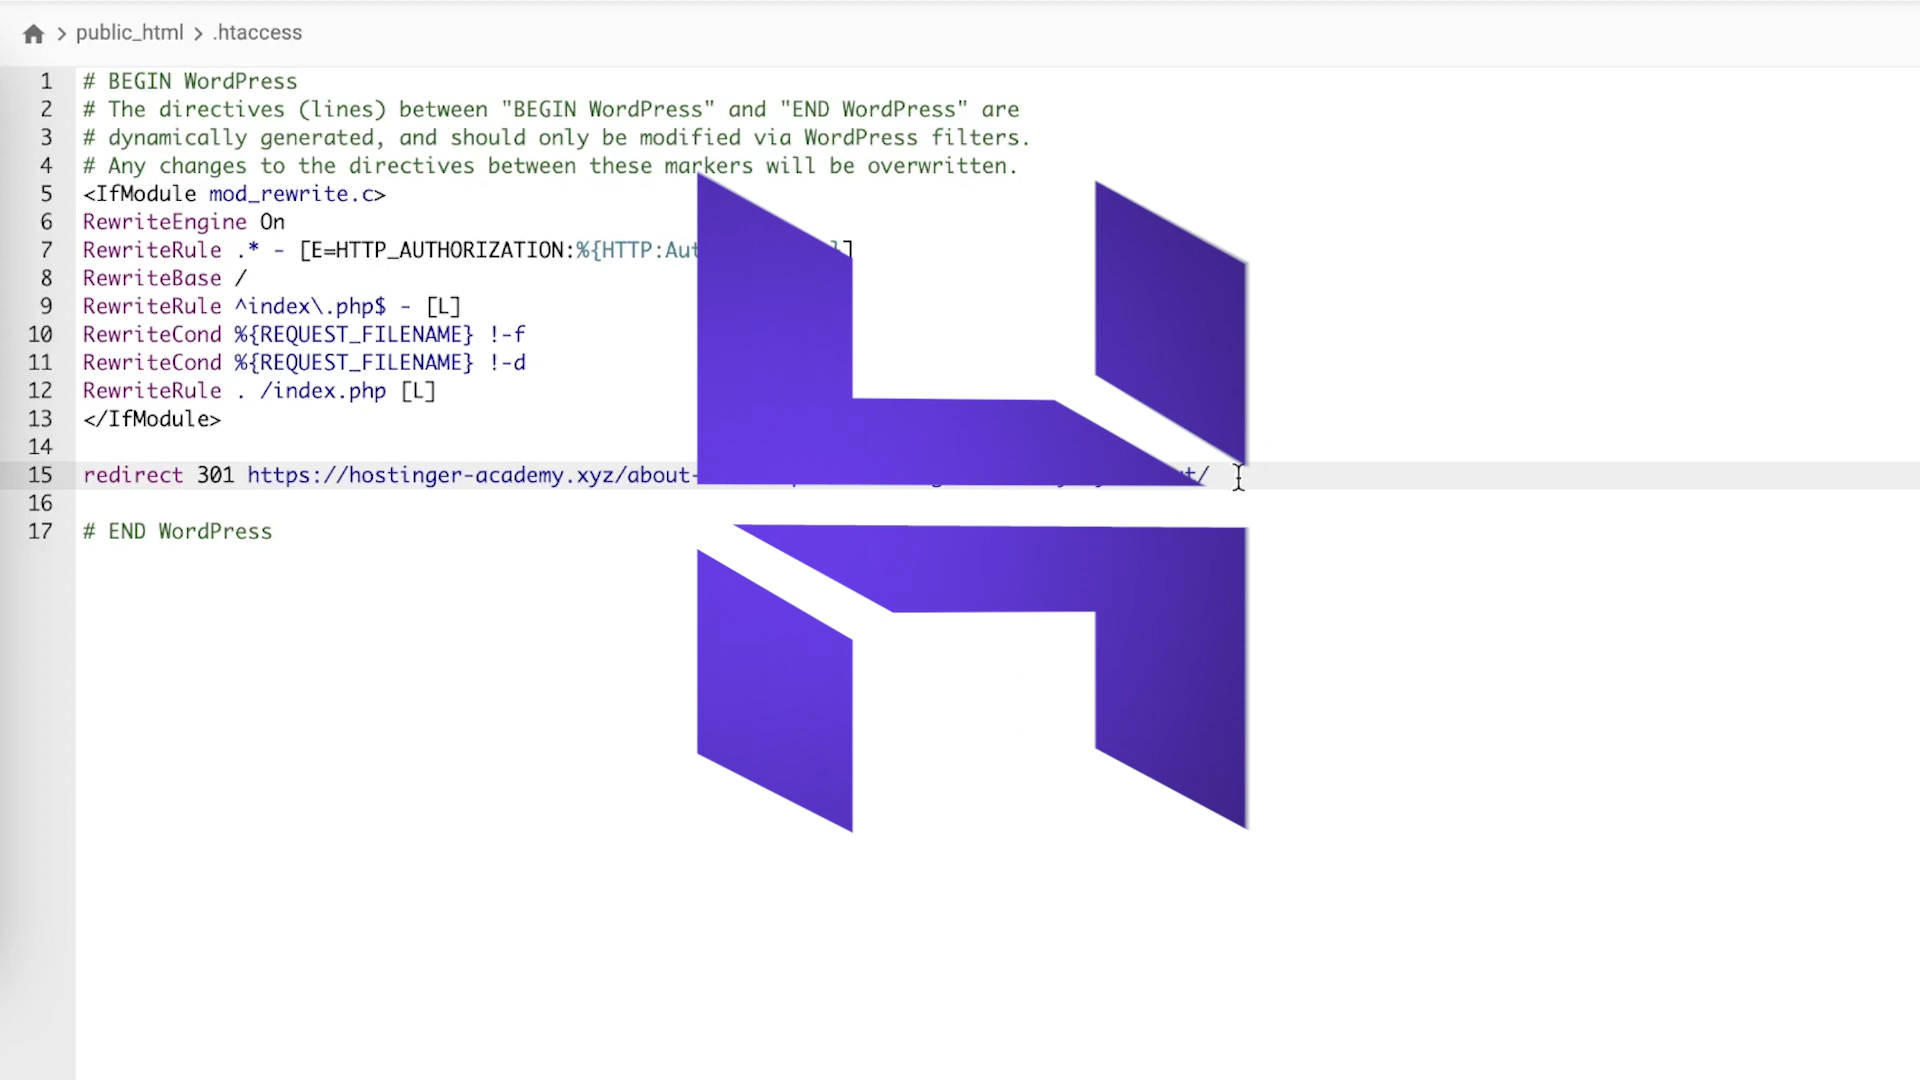 public_html > .htaccess
1 # BEGIN WordPress
2 # The directives (lines) between "BEGIN WordPress" and "END WordPress" are
3 # dynamically generated, and should only be modified via WordPress filters.
4 # Any changes to the directives between these markers will be overwritten.
5 <IfModule mod_rewrite.c>
6 RewriteEngine On
7 RewriteRule .* - [E=HTTP_AUTHORIZATION:%{HTTP:Aut }]
8 RewriteBase /
9 RewriteRule ^index\.php$ - [L]
10 RewriteCond %{REQUEST_FILENAME} !-f
11 RewriteCond %{REQUEST_FILENAME} !-d
12 RewriteRule . /index.php [L]
13 </IfModule>
14
15 redirect 301 https://hostinger-academy.xyz/about- t/
16
17 # END WordPress